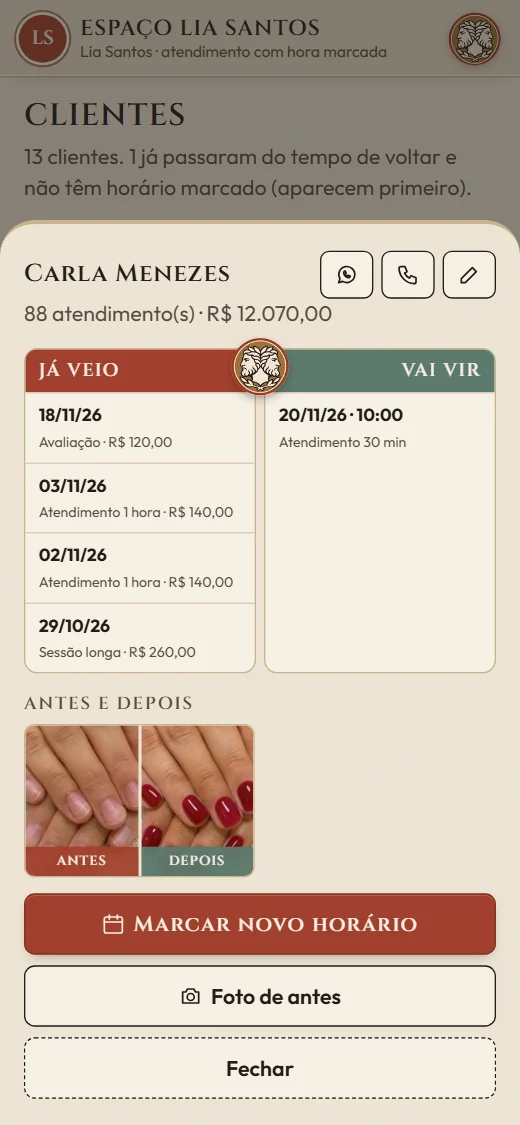 LS
ESPAÇO LIA SANTOS
Lia Santos · atendimento com hora marcada
CLIENTES
13 clientes. 1 já passaram do tempo de voltar e
não têm horário marcado (aparecem primeiro).
Carla Menezes
88 atendimento(s) · R$ 12.070,00
JÁ VEIO
VAI VIR
18/11/26
Avaliação · R$ 120,00
03/11/26
Atendimento 1 hora · R$ 140,00
02/11/26
Atendimento 1 hora · R$ 140,00
29/10/26
Sessão longa · R$ 260,00
20/11/26 · 10:00
Atendimento 30 min
ANTES E DEPOIS
ANTES
DEPOIS
Marcar novo horário
Foto de antes
Fechar